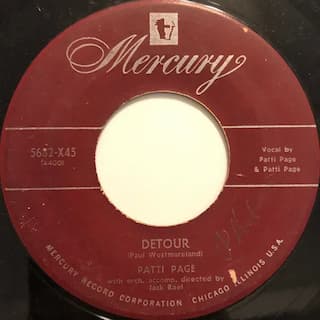 Mercury
5682-X45
Vocal by
Patti Page
& Patti Page
DETOUR
(Paul Westmoreland)
PATTI PAGE
with orch. accomp. directed by
Jack Rael
MERCURY RECORD CORPORATION CHICAGO ILLINOIS U.S.A.